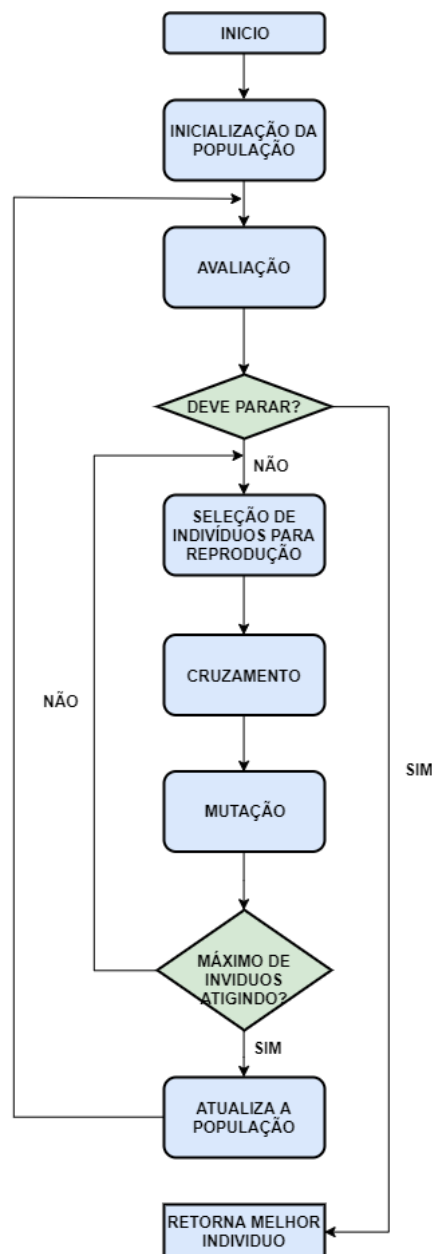 INICIO
INICIALIZAÇÃO DA
POPULAÇÃO
AVALIAÇÃO
DEVE PARAR?
NÃO
SELEÇÃO DE
INDIVÍDUOS PARA
REPRODUÇÃO
CRUZAMENTO
NÃO
SIM
MUTAÇÃO
MÁXIMO DE
INVIDUOS
ATIGINDO?
SIM
ATUALIZA A
POPULAÇÃO
RETORNA MELHOR
INDIVIDUO